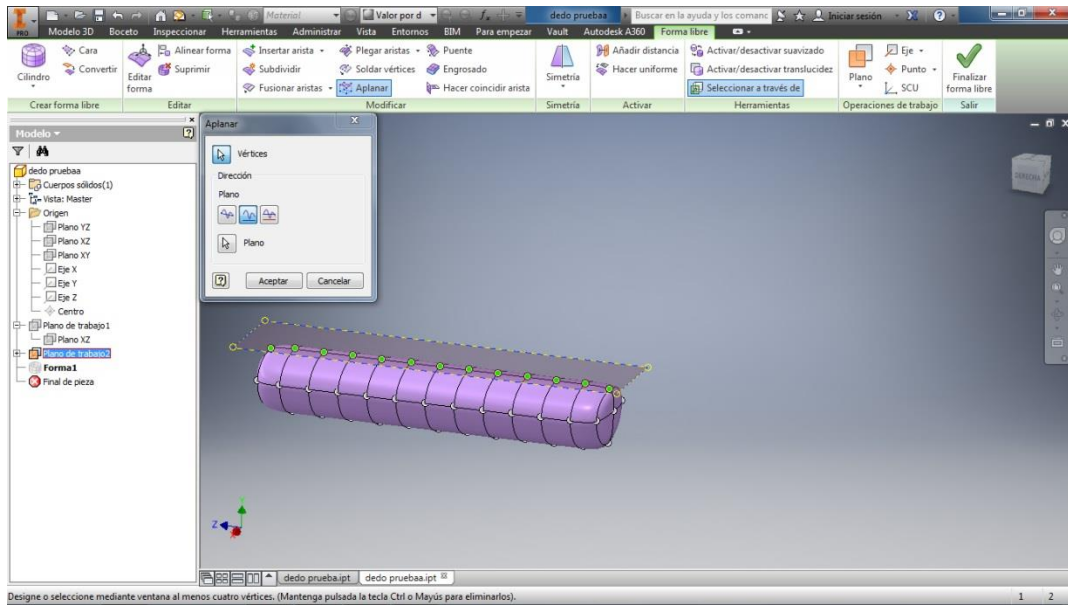 Material
Valor por d
dedo pruebaa
Buscar en la ayuda y los comanc
Iniciar sesión
PRO
Modelo 3D Boceto Inspeccionar Herramientas Administrar Vista Entornos BIM Para empezar Vault Autodesk A360 Forma libre
Cara
Convertir
Cilindro
Editar forma
Alinear forma
Suprimir
Insertar arista
Subdividir
Fusionar aristas
Plegar aristas
Soldar vértices
Aplanar
Puente
Engrosado
Hacer coincidir arista
Simetría
Añadir distancia
Hacer uniforme
Activar/desactivar suavizado
Activar/desactivar translucidez
Seleccionar a través de
Plano
Eje
Punto
SCU
Finalizar forma libre
Crear forma libre Editar Modificar Simetría Activar Herramientas Operaciones de trabajo Salir
Modelo
dedo pruebaa
Cuerpos sólidos(1)
Vista: Master
Origen
Plano YZ
Plano XZ
Plano XY
Eje X
Eje Y
Eje Z
Centro
Plano de trabajo1
Plano XZ
Plano de trabajo2
Forma1
Final de pieza
Aplanar
Vértices
Dirección
Plano
Plano
Aceptar Cancelar
DERECHA
Y
Z
X
dedo prueba.ipt dedo pruebaa.ipt
Designe o seleccione mediante ventana al menos cuatro vértices. (Mantenga pulsada la tecla Ctrl o Mayús para eliminarlos).
1 2